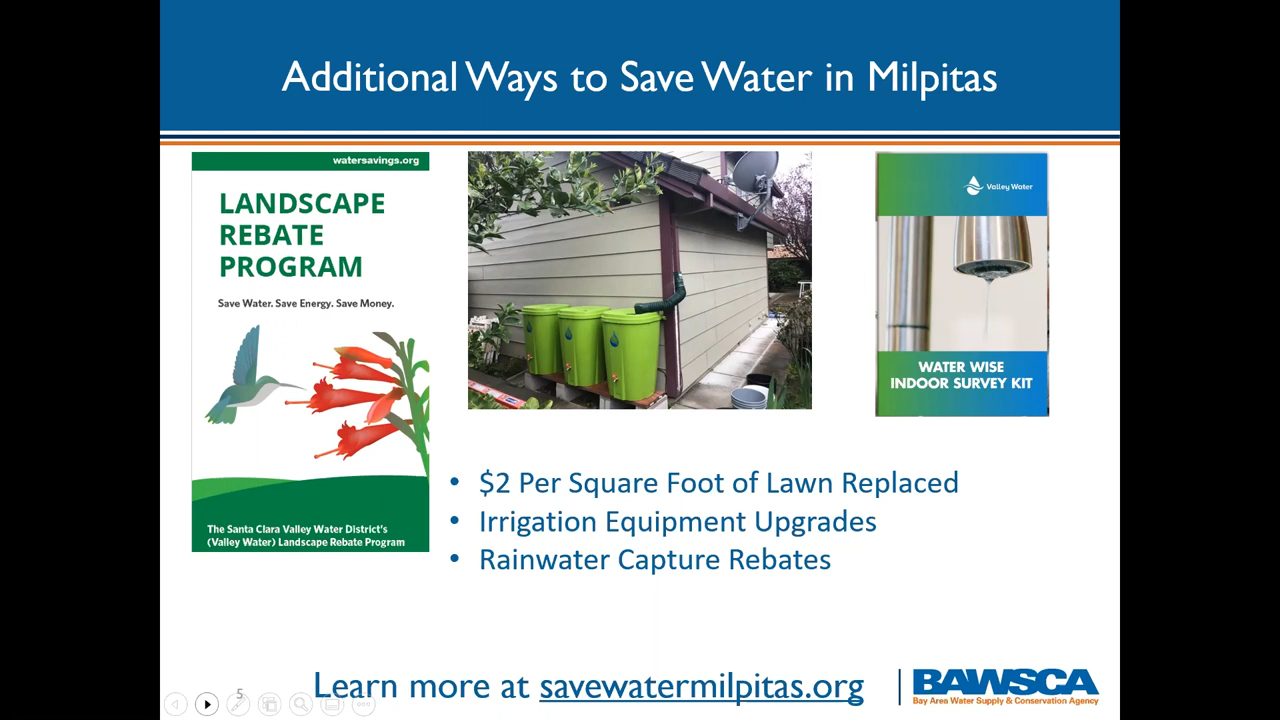 Additional Ways to Save Water in Milpitas
watersavings.org
LANDSCAPE
REBATE
PROGRAM
Save Water. Save Energy. Save Money.
The Santa Clara Valley Water District's
(Valley Water) Landscape Rebate Program
Valley Water
WATER WISE
INDOOR SURVEY KIT
• $2 Per Square Foot of Lawn Replaced
• Irrigation Equipment Upgrades
• Rainwater Capture Rebates
Learn more at savewatermilpitas.org
BAWSCA
Bay Area Water Supply & Conservation Agency
5